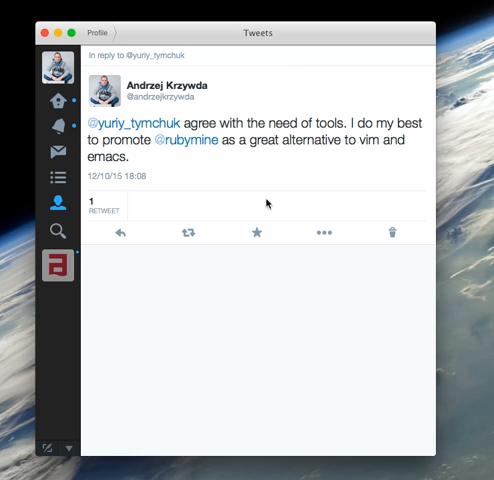 Profile
Tweets
In reply to @yuriy_tymchuk
Andrzej Krzywda
@andrzejkrzywda
@yuriy_tymchuk agree with the need of tools. I do my best
to promote @rubymine as a great alternative to vim and
emacs.
12/10/15 18:08
1
RETWEET
a